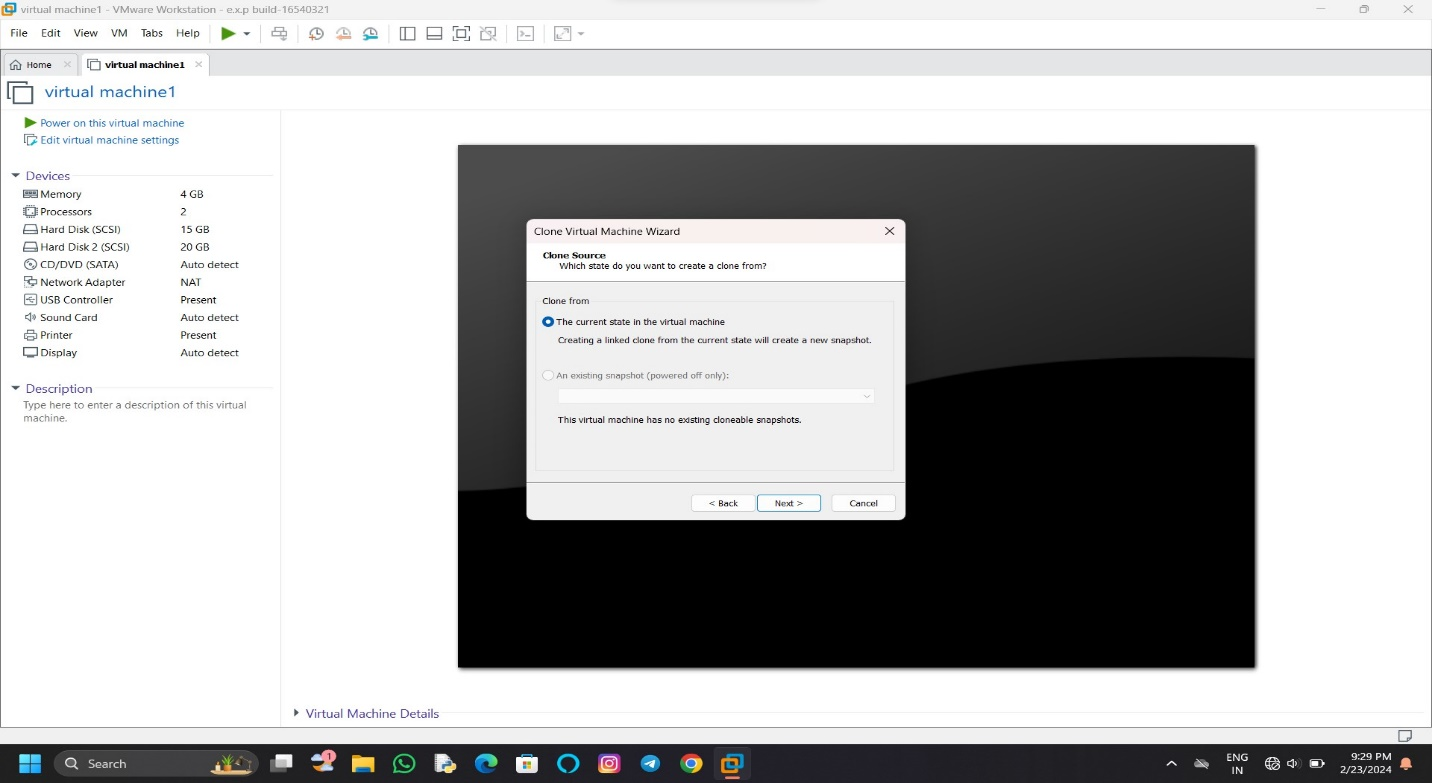 virtual machine1 - VMware Workstation - e.x.p build-16540321
File Edit View VM Tabs Help
Home
virtual machine1
virtual machine1
Power on this virtual machine
Edit virtual machine settings
Devices
Memory 4 GB
Processors 2
Hard Disk (SCSI) 15 GB
Hard Disk 2 (SCSI) 20 GB
CD/DVD (SATA) Auto detect
Network Adapter NAT
USB Controller Present
Sound Card Auto detect
Printer Present
Display Auto detect
Description
Type here to enter a description of this virtual
machine.
Clone Virtual Machine Wizard
Clone Source
Which state do you want to create a clone from?
Clone from
The current state in the virtual machine
Creating a linked clone from the current state will create a new snapshot.
An existing snapshot (powered off only):
This virtual machine has no existing cloneable snapshots.
< Back Next > Cancel
Virtual Machine Details
Search
1
ENG
IN
9:29 PM
2/23/2024